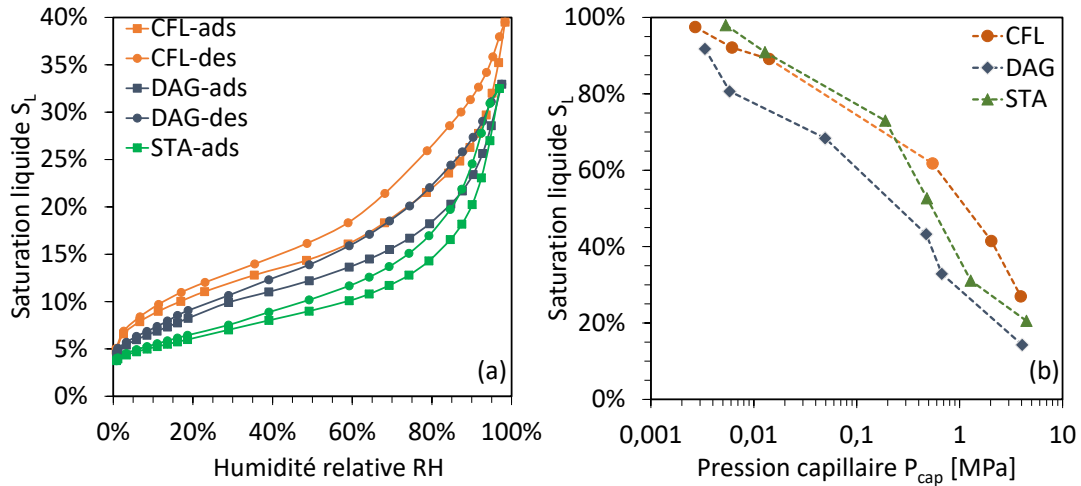 40%
35%
30%
25%
20%
15%
10%
5%
0%
Saturation liquide S_L
CFL-ads
CFL-des
DAG-ads
DAG-des
STA-ads
(a)
0% 20% 40% 60% 80% 100%
Humidité relative RH
100%
80%
60%
40%
20%
0%
Saturation liquide S_L
CFL
DAG
STA
(b)
0,001 0,01 0,1 1 10
Pression capillaire P_cap [MPa]